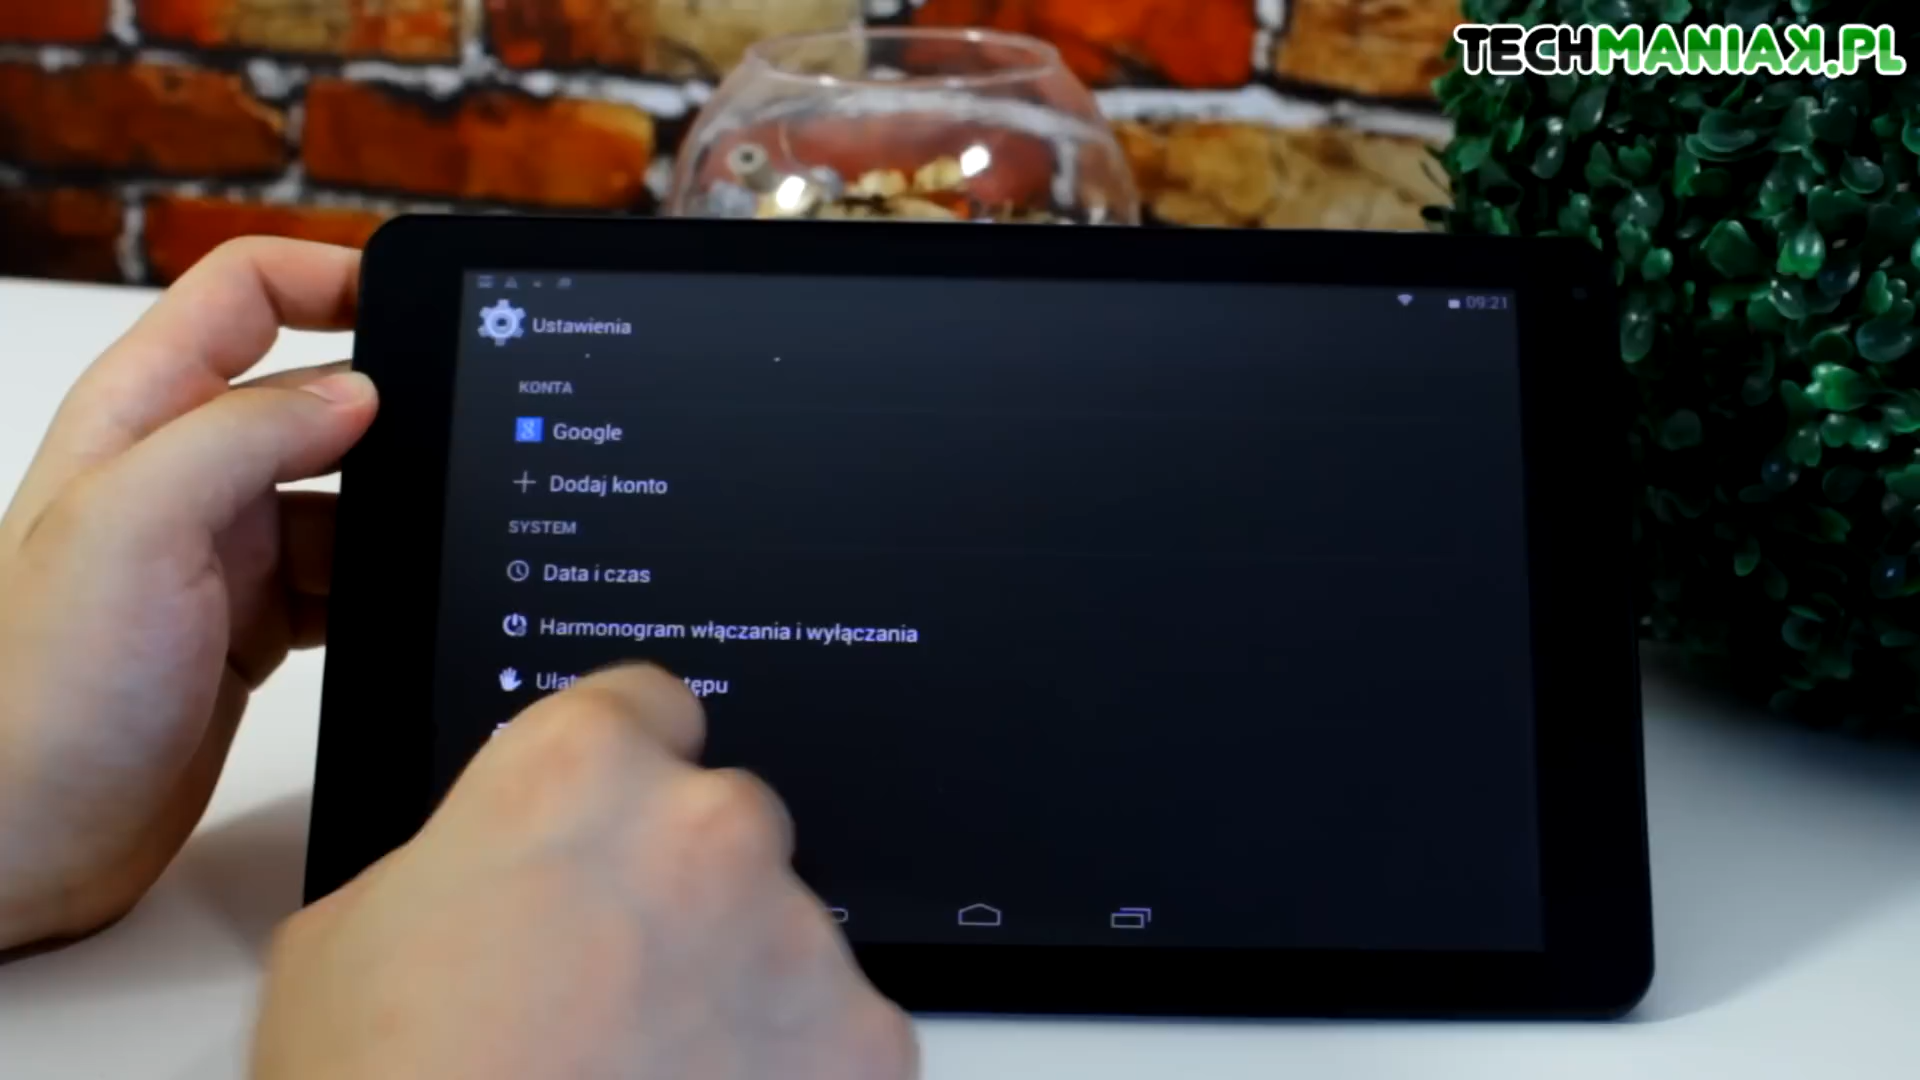 TECHMANIAK.PL
09:21
Ustawienia
KONTA
Google
Dodaj konto
SYSTEM
Data i czas
Harmonogram włączania i wyłączania